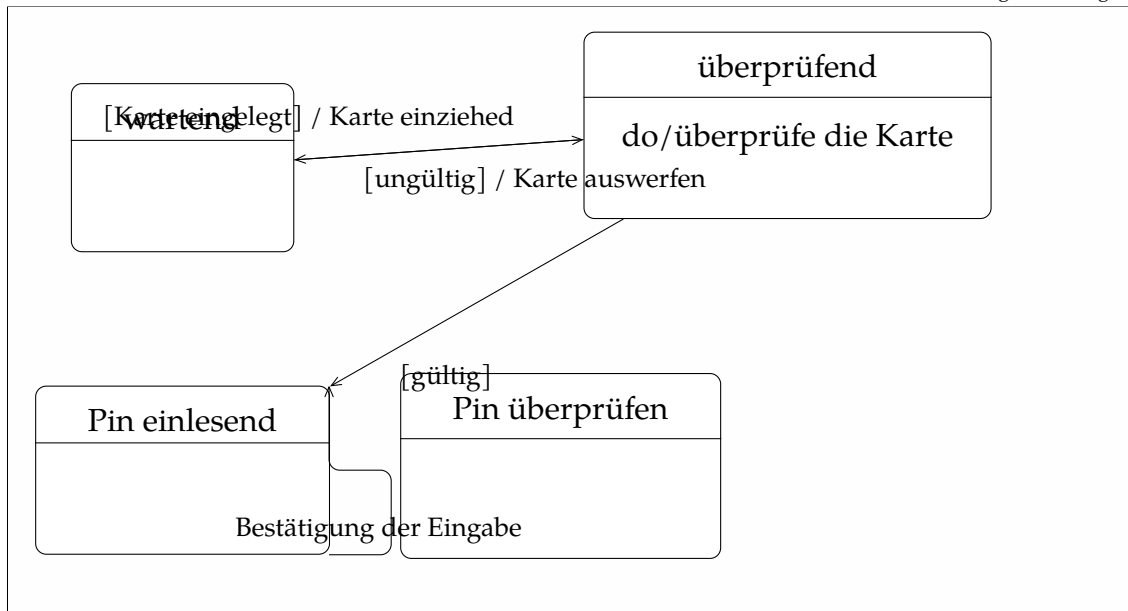 überprüfend
wartend
[Karte eingelegt] / Karte einziehed
do/überprüfe die Karte
[ungültig] / Karte auswerfen
[gültig]
Pin einlesend
Pin überprüfen
Bestätigung der Eingabe